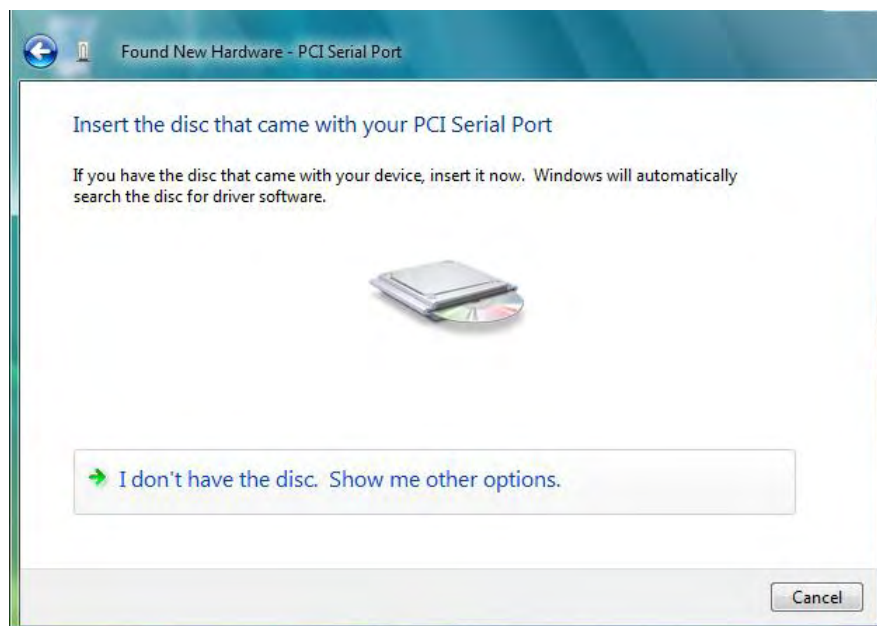 Found New Hardware - PCI Serial Port
Insert the disc that came with your PCI Serial Port
If you have the disc that came with your device, insert it now.  Windows will automatically
search the disc for driver software.
I don't have the disc.  Show me other options.
Cancel